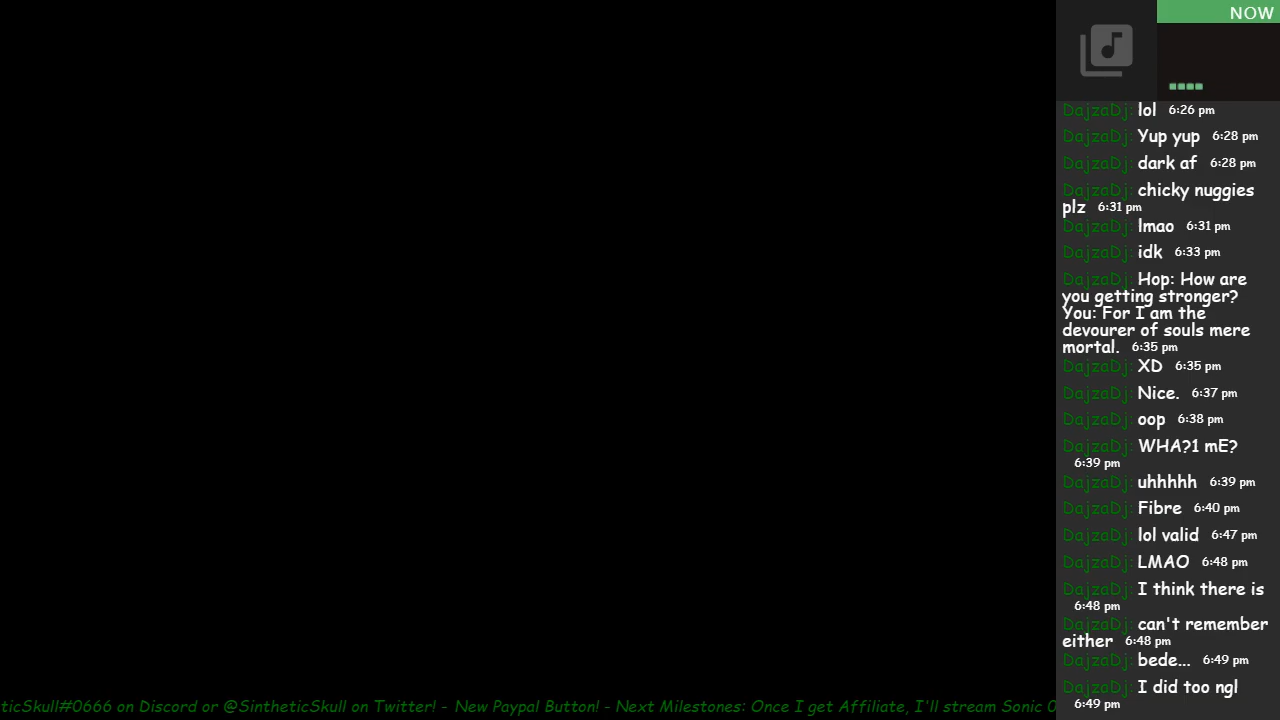 NOW
DajzaDj: lol 6:26 pm
DajzaDj: Yup yup 6:28 pm
DajzaDj: dark af 6:28 pm
DajzaDj: chicky nuggies
plz 6:31 pm
DajzaDj: lmao 6:31 pm
DajzaDj: idk 6:33 pm
DajzaDj: Hop: How are
you getting stronger?
You: For I am the
devourer of souls mere
mortal. 6:35 pm
DajzaDj: XD 6:35 pm
DajzaDj: Nice. 6:37 pm
DajzaDj: oop 6:38 pm
DajzaDj: WHA?1 mE?
6:39 pm
DajzaDj: uhhhhh 6:39 pm
DajzaDj: Fibre 6:40 pm
DajzaDj: lol valid 6:47 pm
DajzaDj: LMAO 6:48 pm
DajzaDj: I think there is
6:48 pm
DajzaDj: can't remember
either 6:48 pm
DajzaDj: bede... 6:49 pm
DajzaDj: I did too ngl
6:49 pm
ticSkull#0666 on Discord or @SintheticSkull on Twitter! - New Paypal Button! - Next Milestones: Once I get Affiliate, I'll stream Sonic 0